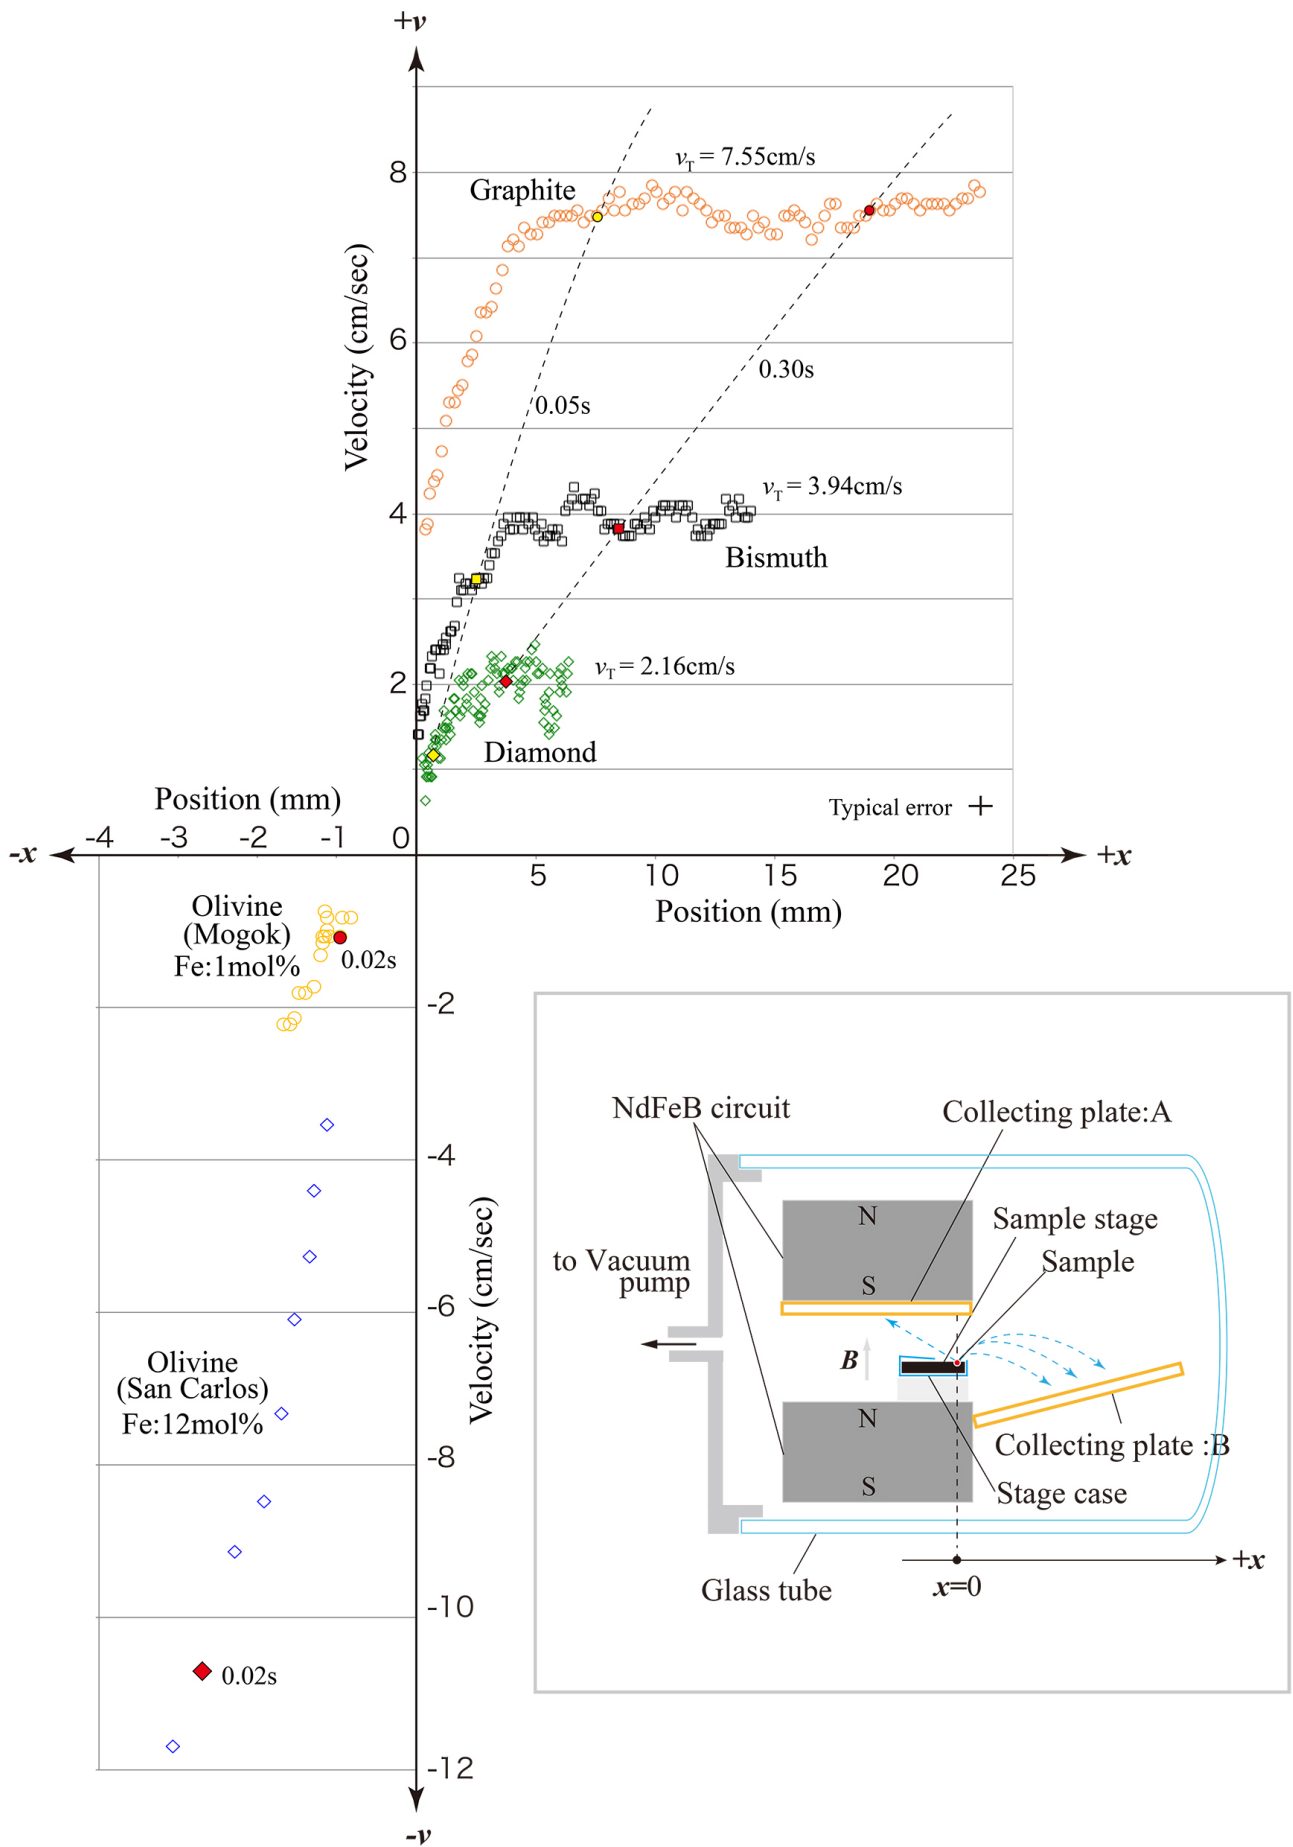 +v
8
6
4
2
Velocity (cm/sec)
Graphite
vT = 7.55cm/s
0.05s
0.30s
vT = 3.94cm/s
Bismuth
vT = 2.16cm/s
Diamond
Typical error
Position (mm)
-4 -3 -2 -1 0
-x
+x
5 10 15 20 25
Position (mm)
Olivine
(Mogok)
Fe:1mol%
0.02s
-2
-4
-6
-8
-10
-12
Velocity (cm/sec)
Olivine
(San Carlos)
Fe:12mol%
0.02s
-v
NdFeB circuit
Collecting plate:A
N
Sample stage
Sample
to Vacuum
pump
S
B
N
Collecting plate :B
S
Stage case
Glass tube
+x
x=0